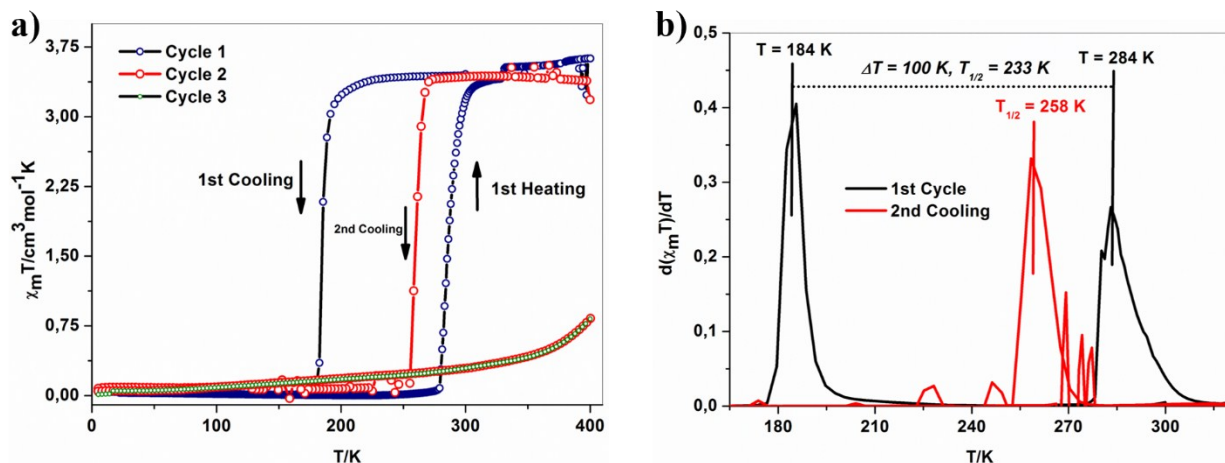 a)
Cycle 1
Cycle 2
Cycle 3
1st Cooling
2nd Cooling
1st Heating
3,75
3,00
2,25
1,50
0,75
0,00
χmT/cm³mol⁻¹K
0 100 200 300 400
T/K
b)
T = 184 K
T = 284 K
ΔT = 100 K, T1/2 = 233 K
T1/2 = 258 K
1st Cycle
2nd Cooling
0,5
0,4
0,3
0,2
0,1
0,0
d(χmT)/dT
180 210 240 270 300
T/K